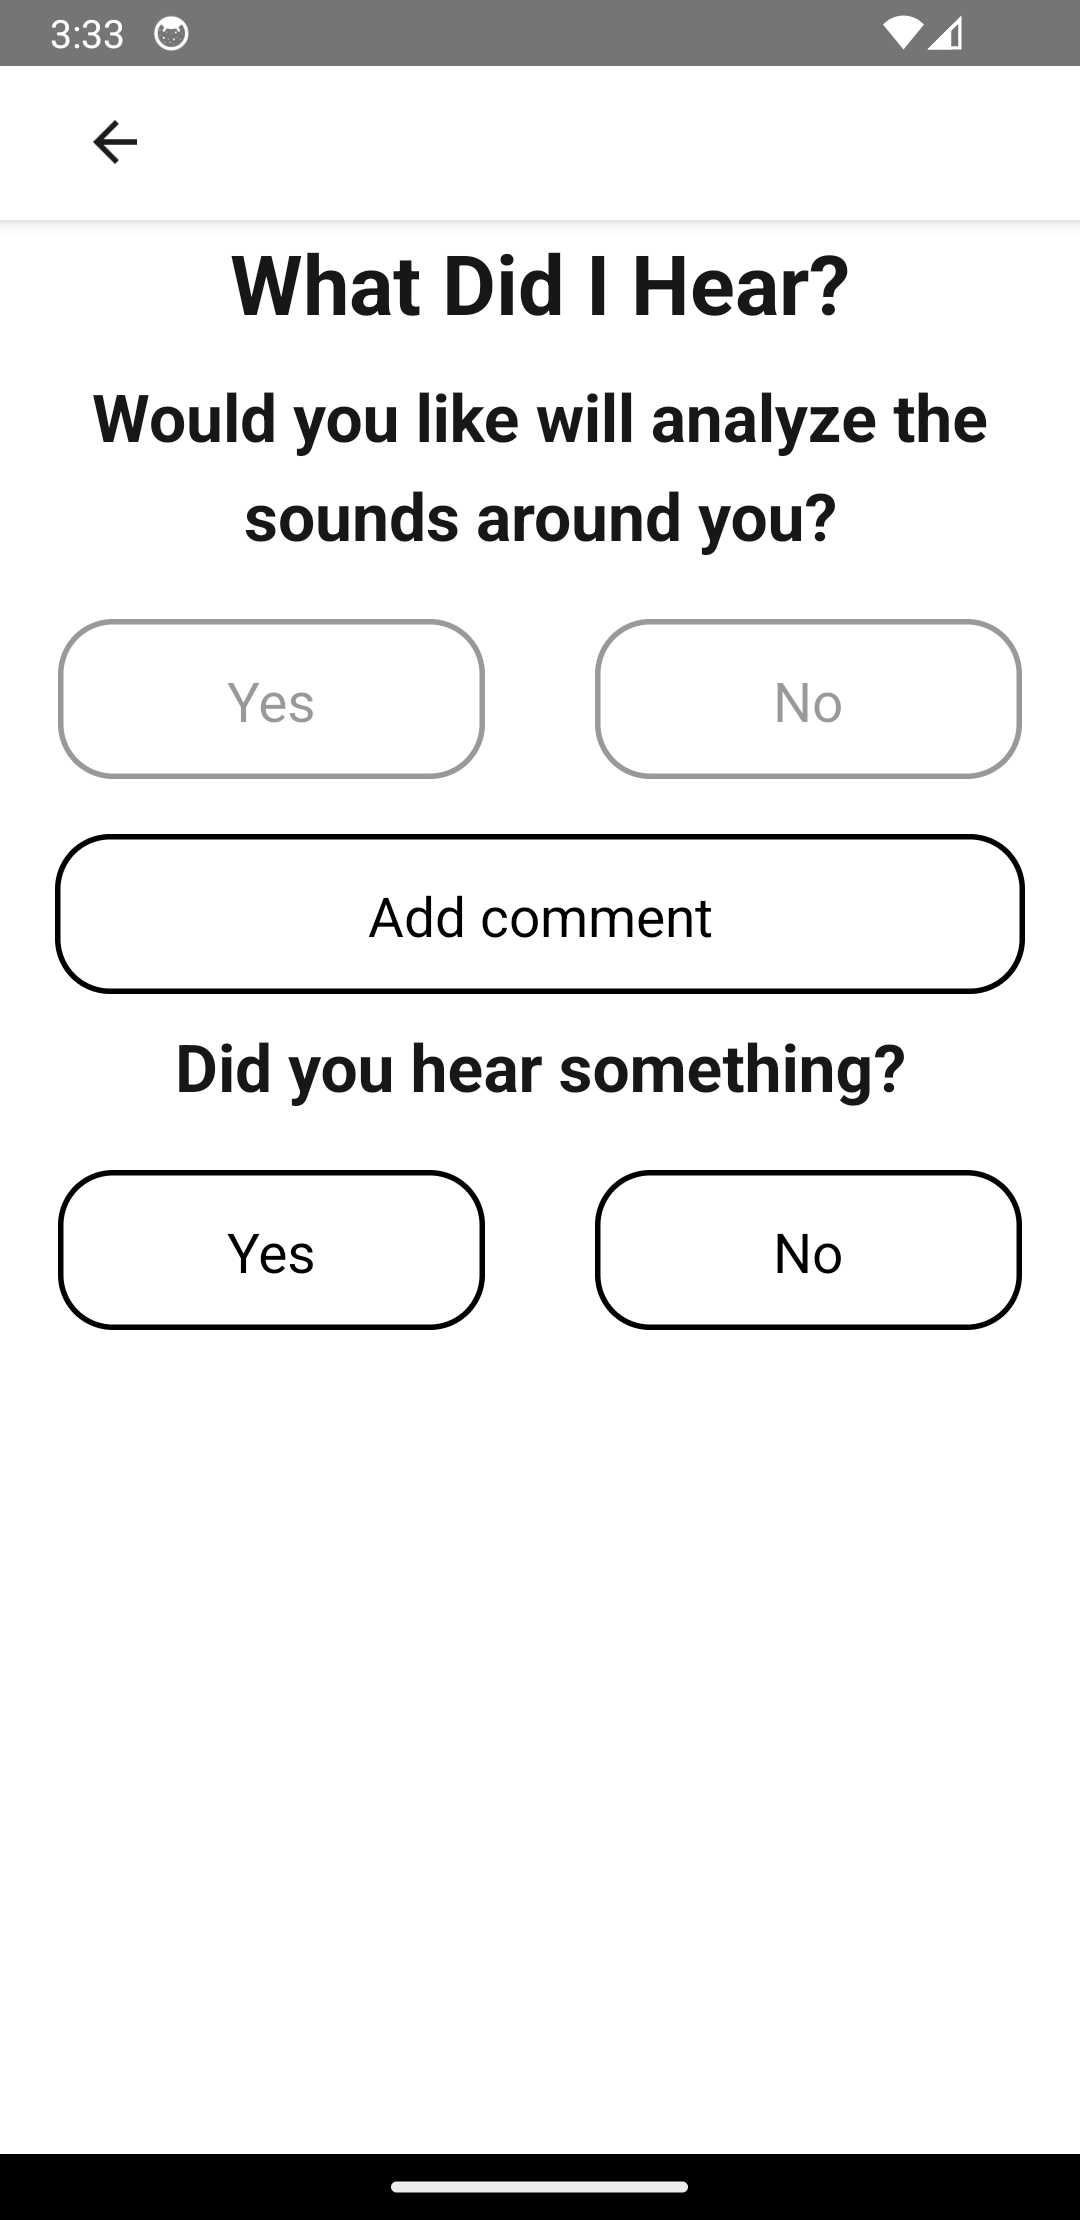 3:33
What Did I Hear?
Would you like will analyze the
sounds around you?
Yes No
Add comment
Did you hear something?
Yes No